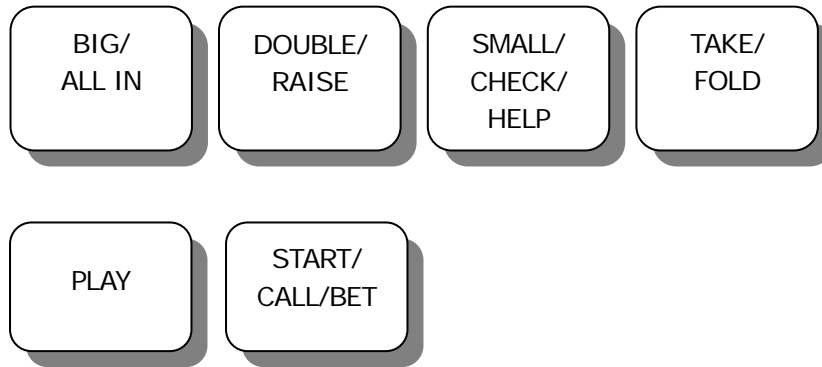 BIG/
ALL IN
DOUBLE/
RAISE
SMALL/
CHECK/
HELP
TAKE/
FOLD
PLAY
START/
CALL/BET